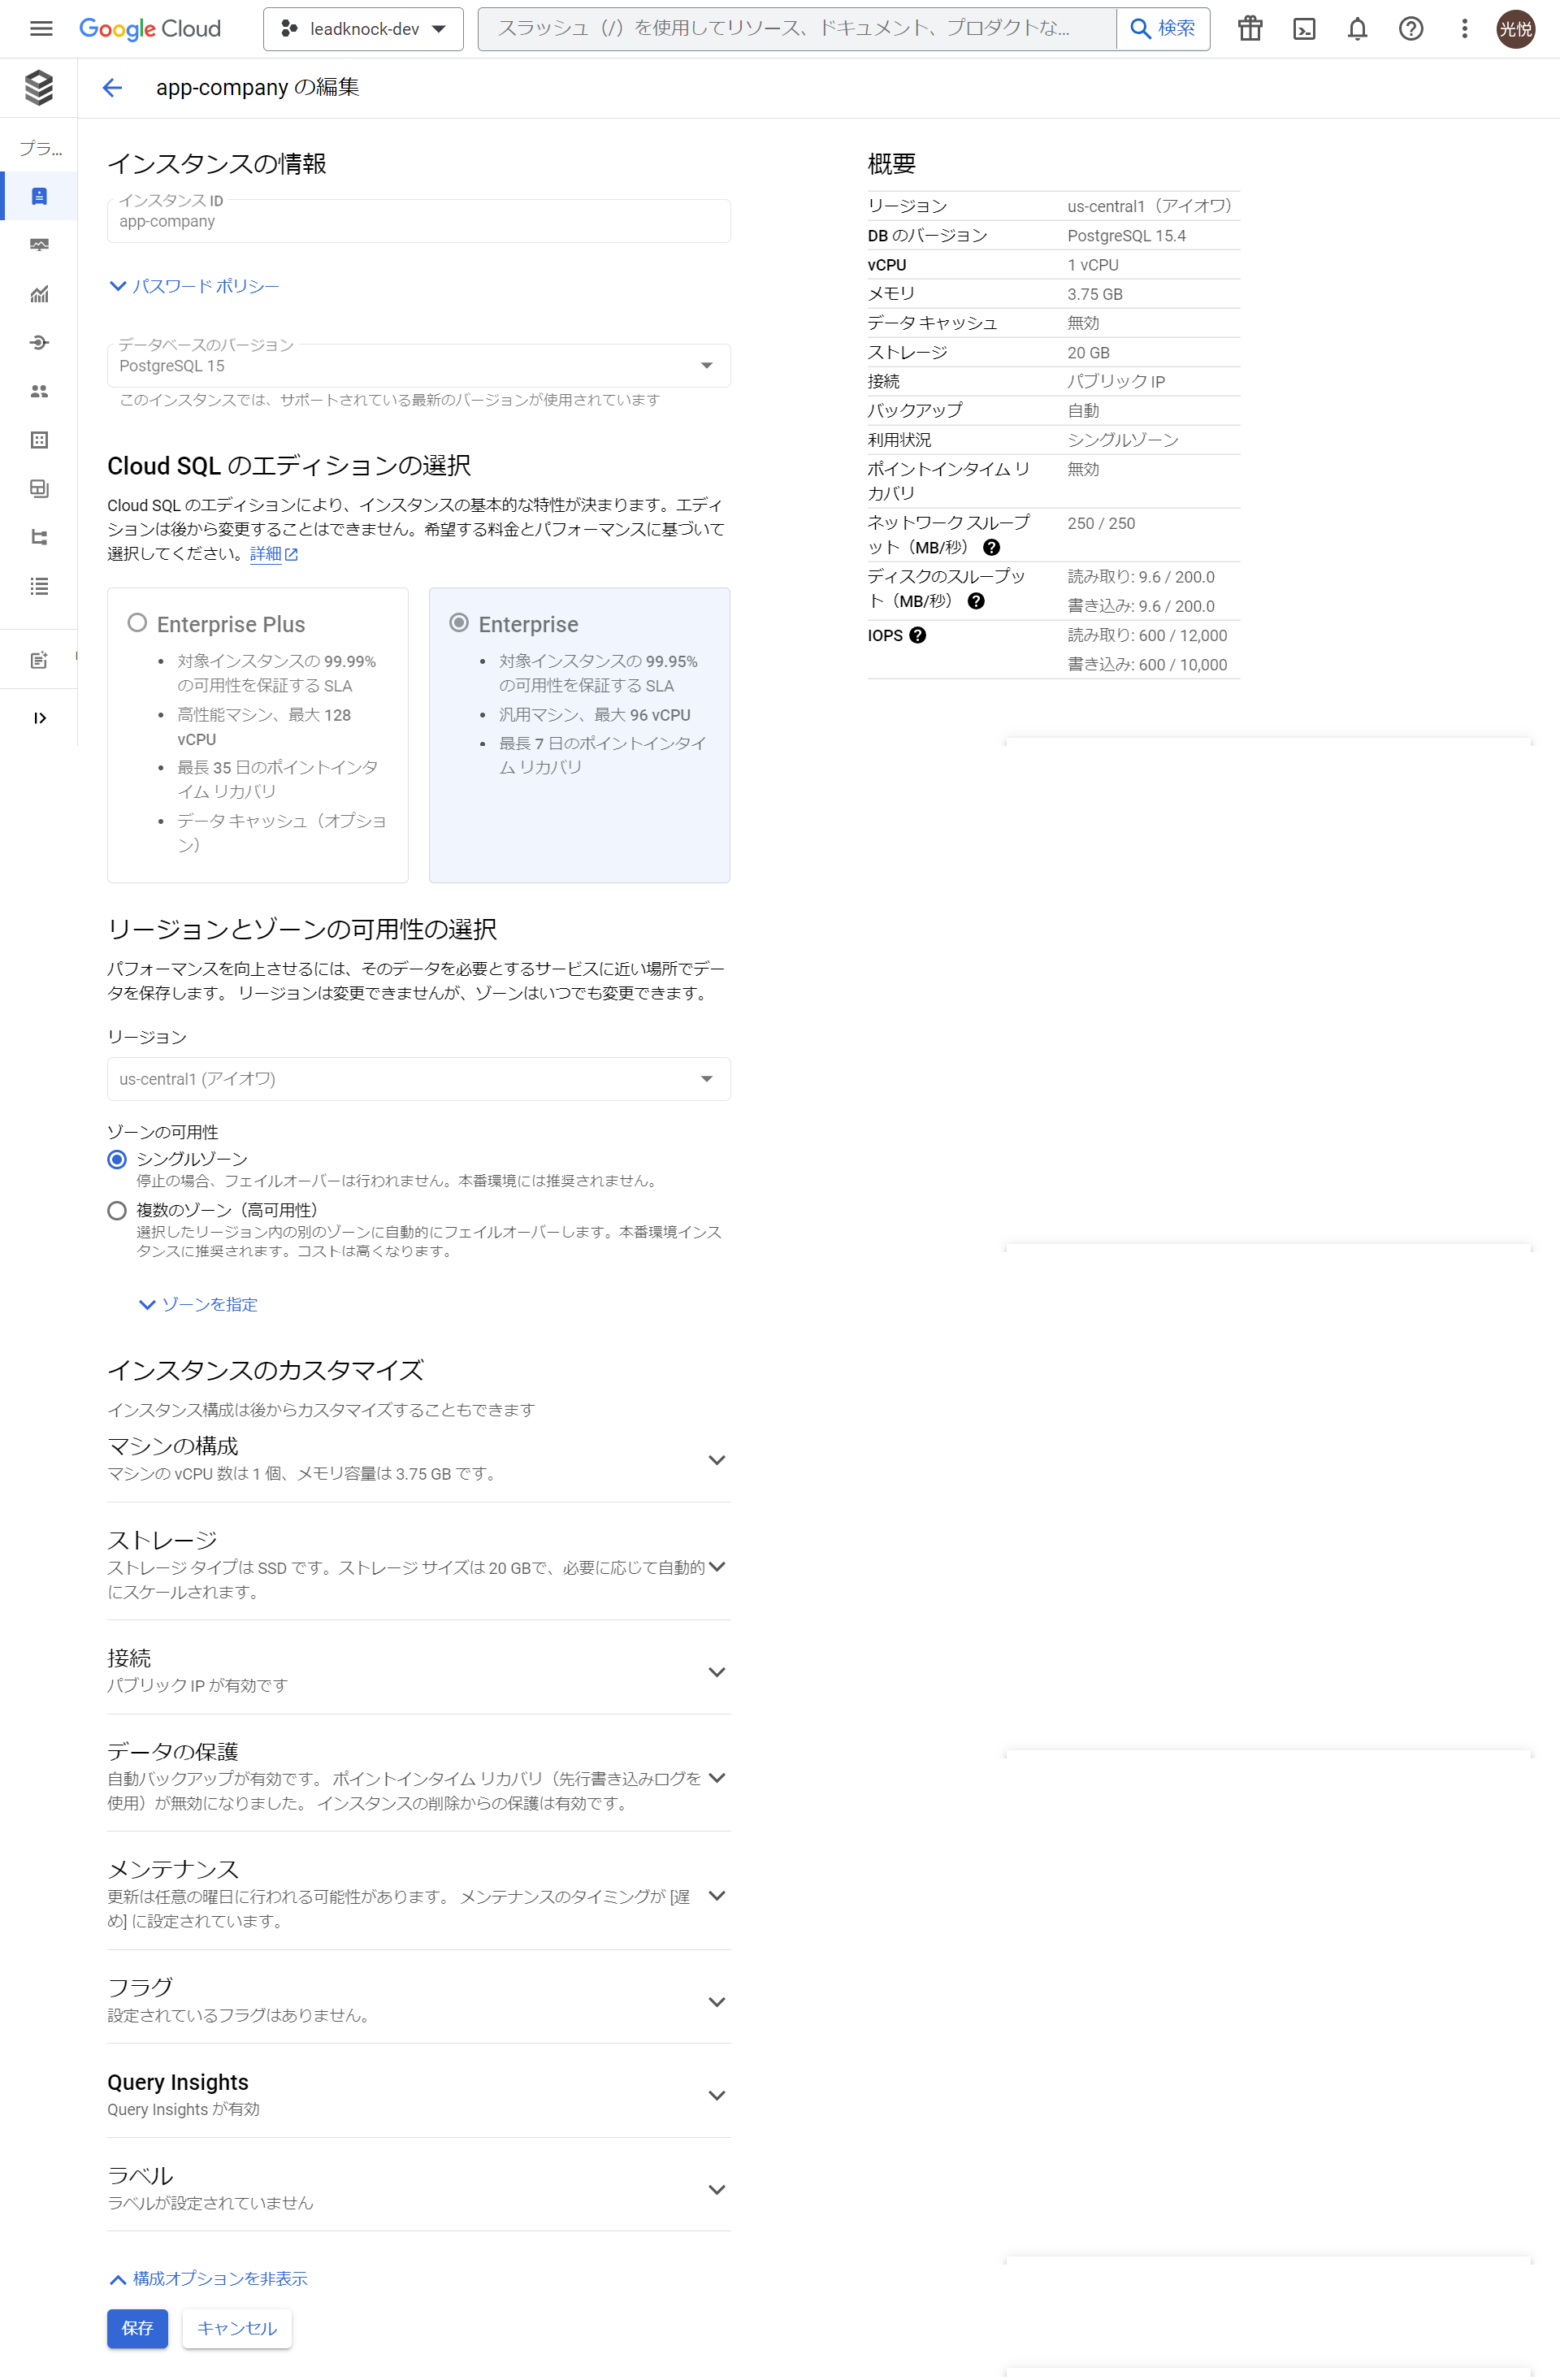 Google Cloud
leadknock-dev
スラッシュ（/）を使用してリソース、ドキュメント、プロダクトな...
検索
光悦
app-company の編集
プラ...
インスタンスの情報
インスタンス ID
app-company
パスワード ポリシー
データベースのバージョン
PostgreSQL 15
このインスタンスでは、サポートされている最新のバージョンが使用されています
Cloud SQL のエディションの選択
Cloud SQL のエディションにより、インスタンスの基本的な特性が決まります。エディ
ションは後から変更することはできません。希望する料金とパフォーマンスに基づいて
選択してください。詳細
Enterprise Plus
• 対象インスタンスの 99.99%
の可用性を保証する SLA
• 高性能マシン、最大 128
vCPU
• 最長 35 日のポイントインタ
イム リカバリ
• データ キャッシュ（オプショ
ン）
Enterprise
• 対象インスタンスの 99.95%
の可用性を保証する SLA
• 汎用マシン、最大 96 vCPU
• 最長 7 日のポイントインタイ
ム リカバリ
リージョンとゾーンの可用性の選択
パフォーマンスを向上させるには、そのデータを必要とするサービスに近い場所でデー
タを保存します。 リージョンは変更できませんが、ゾーンはいつでも変更できます。
リージョン
us-central1 (アイオワ)
ゾーンの可用性
シングルゾーン
停止の場合、フェイルオーバーは行われません。本番環境には推奨されません。
複数のゾーン（高可用性）
選択したリージョン内の別のゾーンに自動的にフェイルオーバーします。本番環境インス
タンスに推奨されます。コストは高くなります。
ゾーンを指定
インスタンスのカスタマイズ
インスタンス構成は後からカスタマイズすることもできます
マシンの構成
マシンの vCPU 数は 1 個、メモリ容量は 3.75 GB です。
ストレージ
ストレージ タイプは SSD です。ストレージ サイズは 20 GBで、必要に応じて自動的
にスケールされます。
接続
パブリック IP が有効です
データの保護
自動バックアップが有効です。 ポイントインタイム リカバリ（先行書き込みログを
使用）が無効になりました。 インスタンスの削除からの保護は有効です。
メンテナンス
更新は任意の曜日に行われる可能性があります。 メンテナンスのタイミングが [遅
め] に設定されています。
フラグ
設定されているフラグはありません。
Query Insights
Query Insights が有効
ラベル
ラベルが設定されていません
構成オプションを非表示
保存
キャンセル
概要
リージョン us-central1（アイオワ）
DB のバージョン PostgreSQL 15.4
vCPU 1 vCPU
メモリ 3.75 GB
データ キャッシュ 無効
ストレージ 20 GB
接続 パブリック IP
バックアップ 自動
利用状況 シングルゾーン
ポイントインタイム リ 無効
カバリ
ネットワーク スループ 250 / 250
ット（MB/秒）
ディスクのスループッ 読み取り: 9.6 / 200.0
ト（MB/秒） 書き込み: 9.6 / 200.0
IOPS 読み取り: 600 / 12,000
書き込み: 600 / 10,000